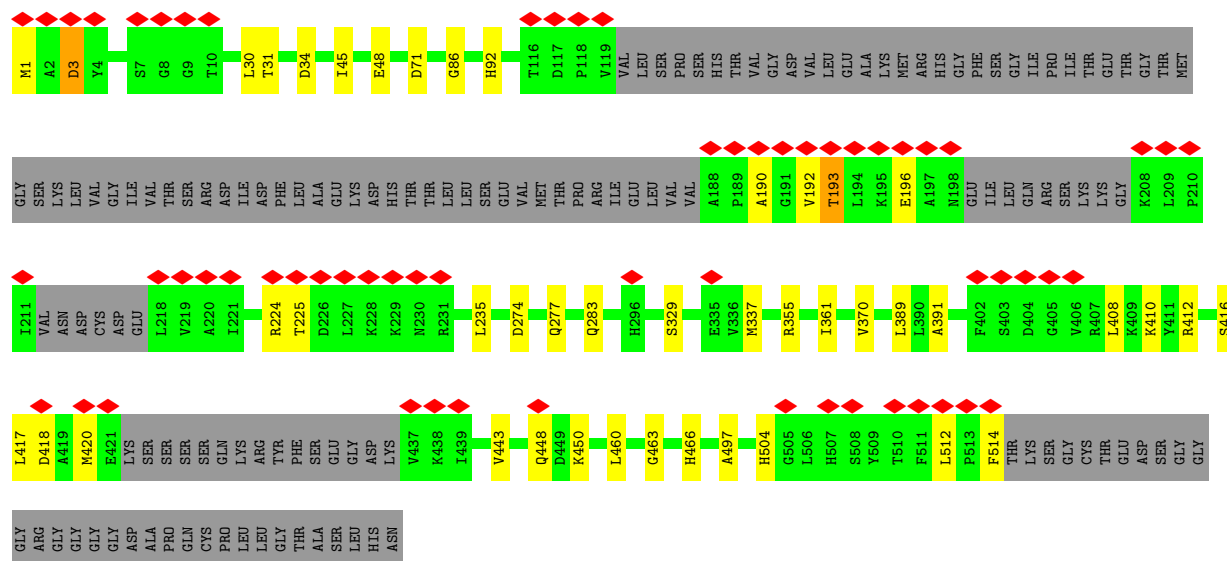 M1 A2 D3 Y4 S7 G8 G9 T10 L30 T31 D34 I45 E48 D71 G86 H92 T116 D117 P118 V119 VAL LEU SER PRO SER HIS THR VAL GLY ASP VAL LEU GLU ALA LYS MET ARG HIS GLY PHE SER GLY ILE PRO ILE THR GLU THR GLY THR MET
GLY SER LYS LEU VAL GLY ILE VAL THR SER ARG ASP ILE ASP PHE LEU ALA GLU LYS ASP HIS THR THR LEU LEU SER GLU VAL MET THR PRO ARG ILE GLU LEU VAL VAL A188 P189 A190 G191 V192 T193 L194 K195 E196 A197 N198 GLU ILE LEU GLN ARG SER LYS LYS GLY K208 L209 P210
I211 VAL ASN ASP CYS ASP GLU L218 V219 A220 I221 R224 T225 D226 L227 K228 K229 N230 R231 L235 D274 Q277 Q283 H296 S329 E335 V336 M337 R355 I361 V370 L389 L390 A391 F402 S403 D404 G405 V406 R407 L408 K409 K410 Y411 R412 S416
L417 D418 A419 M420 E421 LYS SER SER SER SER GLN LYS ARG TYR PHE SER GLU GLY ASP LYS V437 K438 I439 V443 Q448 D449 K450 L460 G463 H466 A497 H504 G505 L506 H507 S508 Y509 T510 F511 L512 P513 F514 THR LYS SER GLY CYS THR GLU ASP SER GLY GLY
GLY ARG GLY GLY GLY GLY ASP ALA PRO GLN CYS PRO LEU LEU GLY THR ALA SER LEU HIS ASN